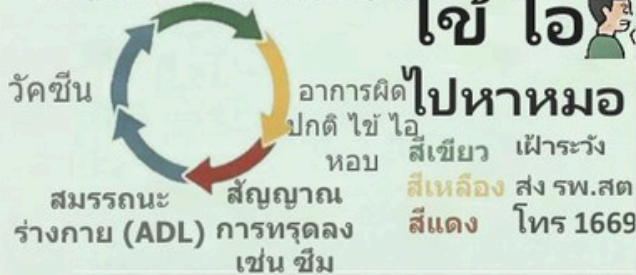 ไข้ ไอ
วัคซีน
อาการผิด
ปกติ ไข้ ไอ
หอบ
ไปหาหมอ
สีเขียว เฝ้าระวัง
สีเหลือง ส่ง รพ.สต
สีแดง โทร 1669
สมรรถนะ
ร่างกาย (ADL)
สัญญาณ
การทรุดลง
เช่น ซึม